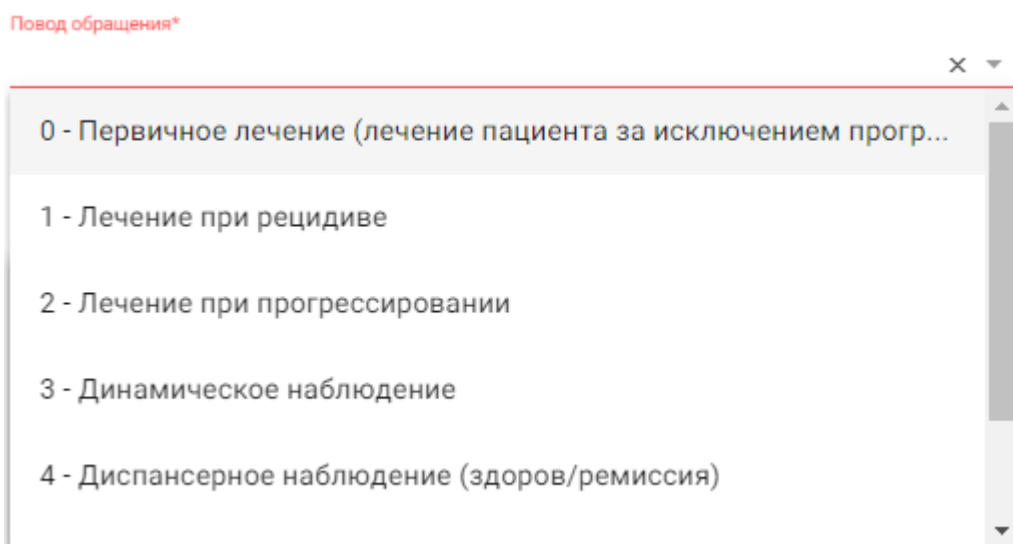 Повод обращения*
0 - Первичное лечение (лечение пациента за исключением прогр...
1 - Лечение при рецидиве
2 - Лечение при прогрессировании
3 - Динамическое наблюдение
4 - Диспансерное наблюдение (здоров/ремиссия)